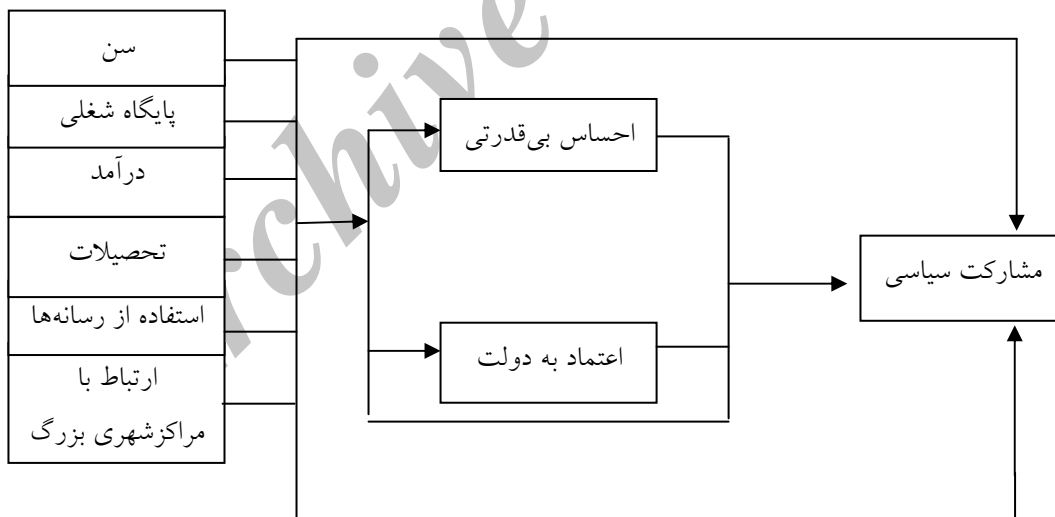 سن
پایگاه شغلی
درآمد
تحصیلات
استفاده از رسانه‌ها
ارتباط با
مراکزشهری بزرگ
احساس بی‌قدرتی
اعتماد به دولت
مشارکت سیاسی
Archive